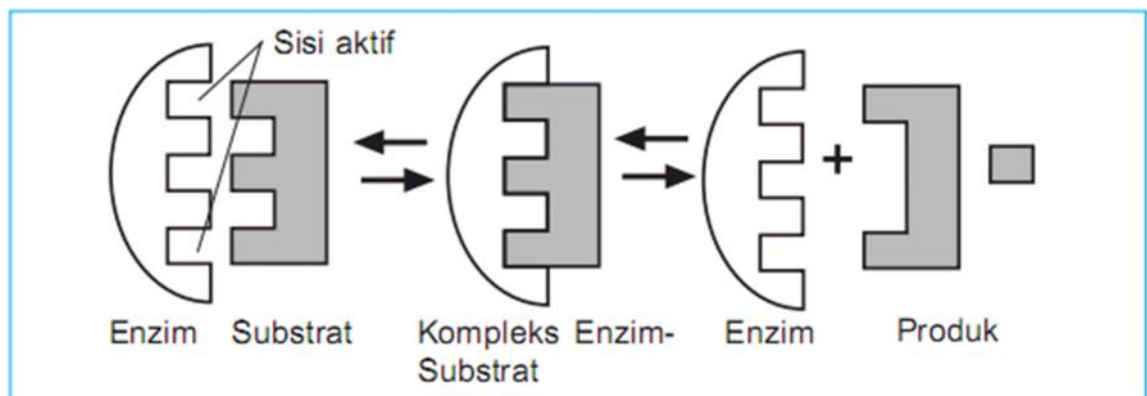 Sisi aktif
Enzim Substrat Kompleks Enzim- Enzim Produk
Substrat
+